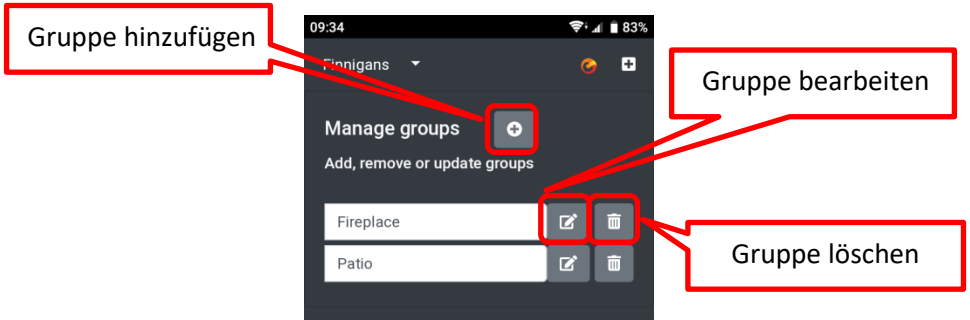 Gruppe hinzufügen
09:34
83%
Finnigans
Gruppe bearbeiten
Manage groups
Add, remove or update groups
Fireplace
Patio
Gruppe löschen